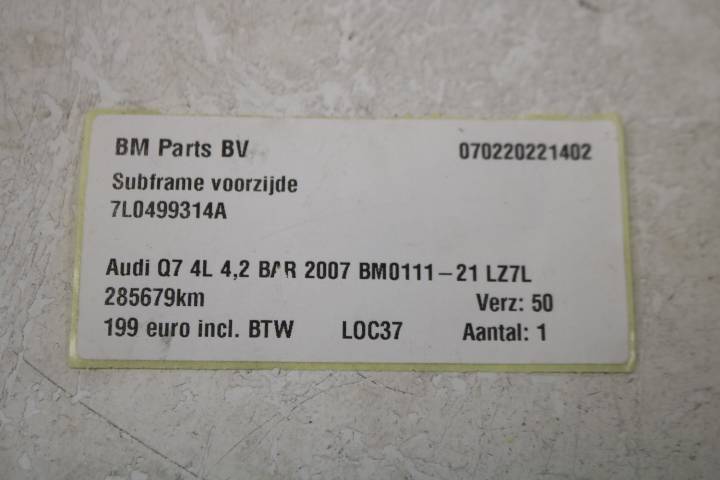 BM Parts BV 070220221402
Subframe voorzijde
7L0499314A
Audi Q7 4L 4,2 BAR 2007 BM0111-21 LZ7L
285679km Verz: 50
199 euro incl. BTW LOC37 Aantal: 1